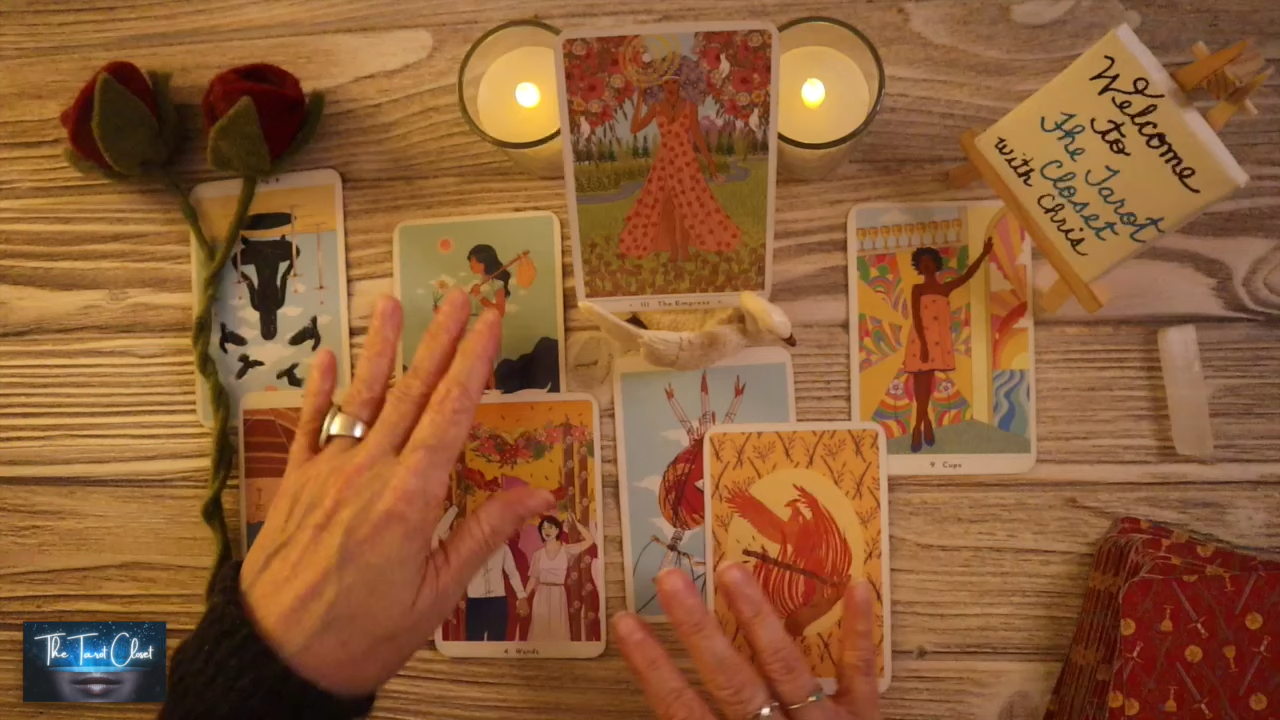 III The Empress
Welcome
to
The Tarot
Closet
with Chris
9 Cups
4 Wands
The Tarot Closet